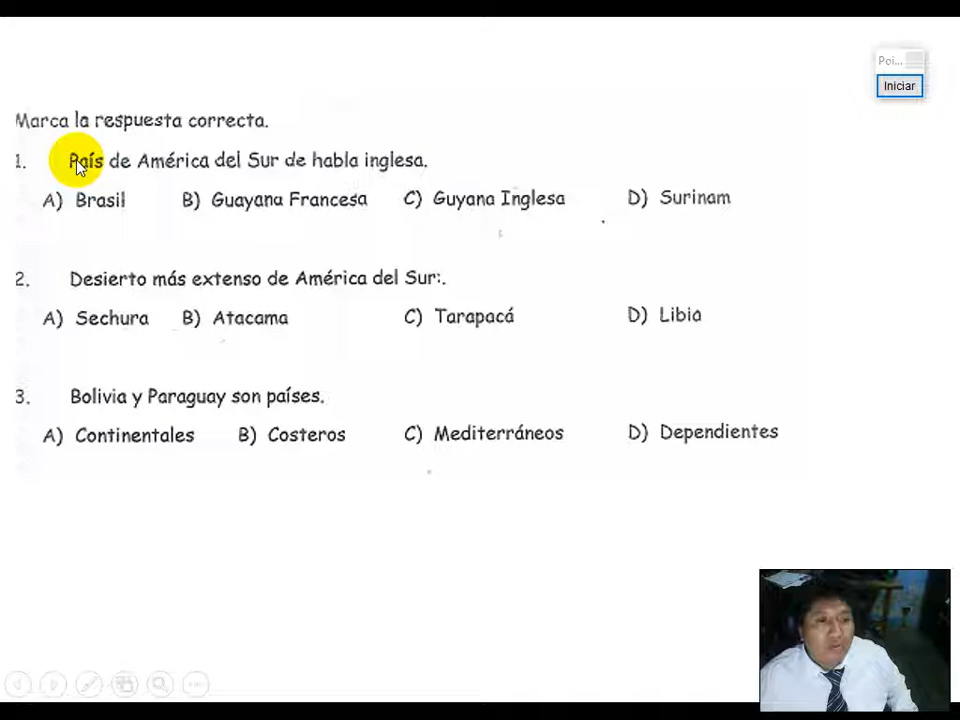 Poi...
Iniciar
Marca la respuesta correcta.
1. País de América del Sur de habla inglesa.
A) Brasil B) Guayana Francesa C) Guyana Inglesa D) Surinam
2. Desierto más extenso de América del Sur:.
A) Sechura B) Atacama C) Tarapacá D) Libia
3. Bolivia y Paraguay son países.
A) Continentales B) Costeros C) Mediterráneos D) Dependientes